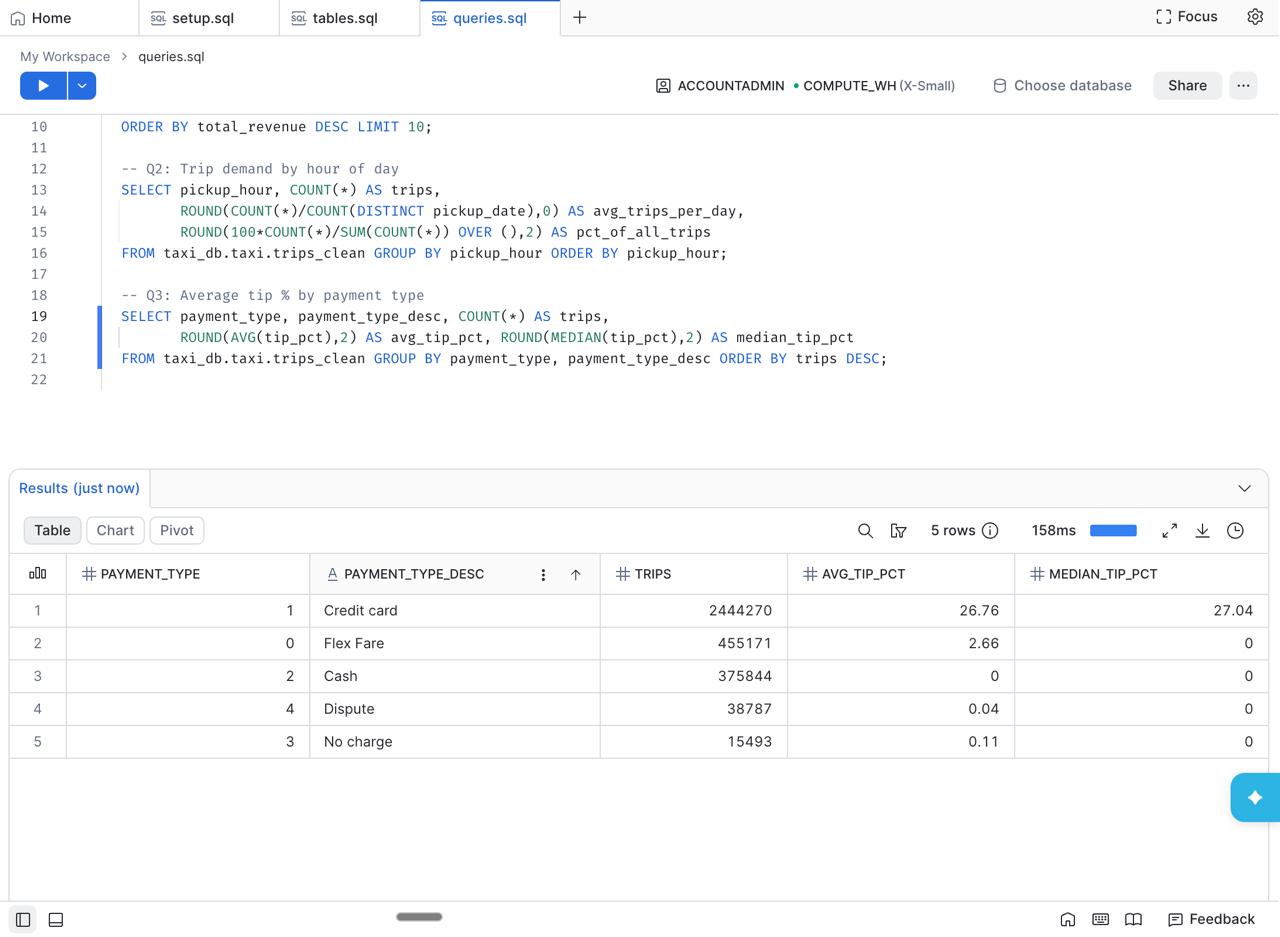 Home
SQL setup.sql
SQL tables.sql
SQL queries.sql
Focus
My Workspace > queries.sql
ACCOUNTADMIN • COMPUTE_WH (X-Small)
Choose database
Share
10 ORDER BY total_revenue DESC LIMIT 10;
11
12 -- Q2: Trip demand by hour of day
13 SELECT pickup_hour, COUNT(*) AS trips,
14 ROUND(COUNT(*)/COUNT(DISTINCT pickup_date),0) AS avg_trips_per_day,
15 ROUND(100*COUNT(*)/SUM(COUNT(*)) OVER (),2) AS pct_of_all_trips
16 FROM taxi_db.taxi.trips_clean GROUP BY pickup_hour ORDER BY pickup_hour;
17
18 -- Q3: Average tip % by payment type
19 SELECT payment_type, payment_type_desc, COUNT(*) AS trips,
20 ROUND(AVG(tip_pct),2) AS avg_tip_pct, ROUND(MEDIAN(tip_pct),2) AS median_tip_pct
21 FROM taxi_db.taxi.trips_clean GROUP BY payment_type, payment_type_desc ORDER BY trips DESC;
22
Results (just now)
Table Chart Pivot
5 rows
158ms
PAYMENT_TYPE A PAYMENT_TYPE_DESC TRIPS AVG_TIP_PCT MEDIAN_TIP_PCT
1 1 Credit card 2444270 26.76 27.04
2 0 Flex Fare 455171 2.66 0
3 2 Cash 375844 0 0
4 4 Dispute 38787 0.04 0
5 3 No charge 15493 0.11 0
Feedback